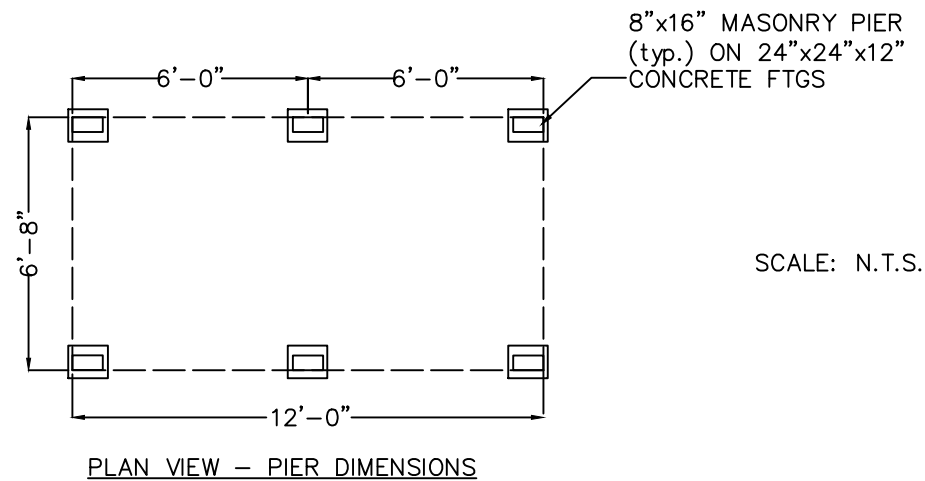 8”x16” MASONRY PIER
(typ.) ON 24”x24”x12”
CONCRETE FTGS
6’-0”
6’-0”
6’-8”
SCALE: N.T.S.
12’-0”
PLAN VIEW – PIER DIMENSIONS